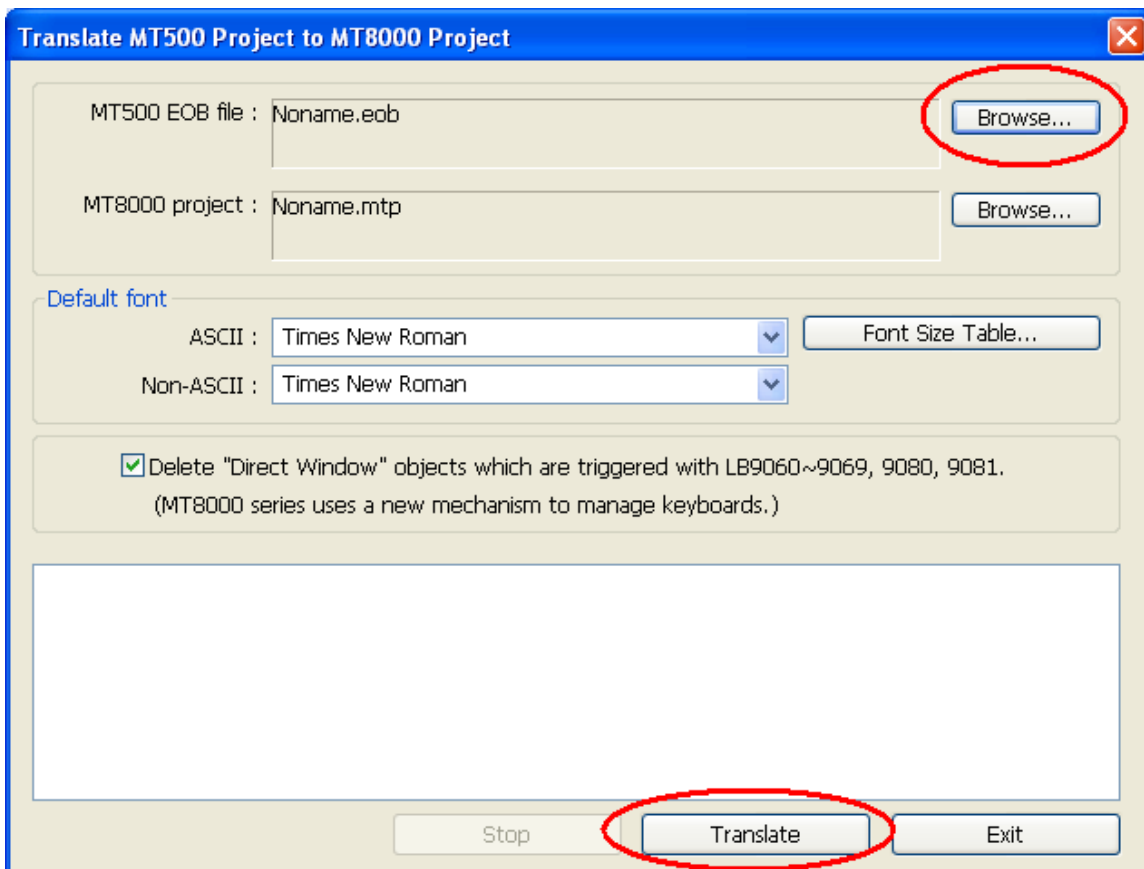 Translate MT500 Project to MT8000 Project
MT500 EOB file : Noname.eob Browse...
MT8000 project : Noname.mtp Browse...
Default font
ASCII : Times New Roman Font Size Table...
Non-ASCII : Times New Roman
Delete "Direct Window" objects which are triggered with LB9060~9069, 9080, 9081.
(MT8000 series uses a new mechanism to manage keyboards.)
Stop Translate Exit